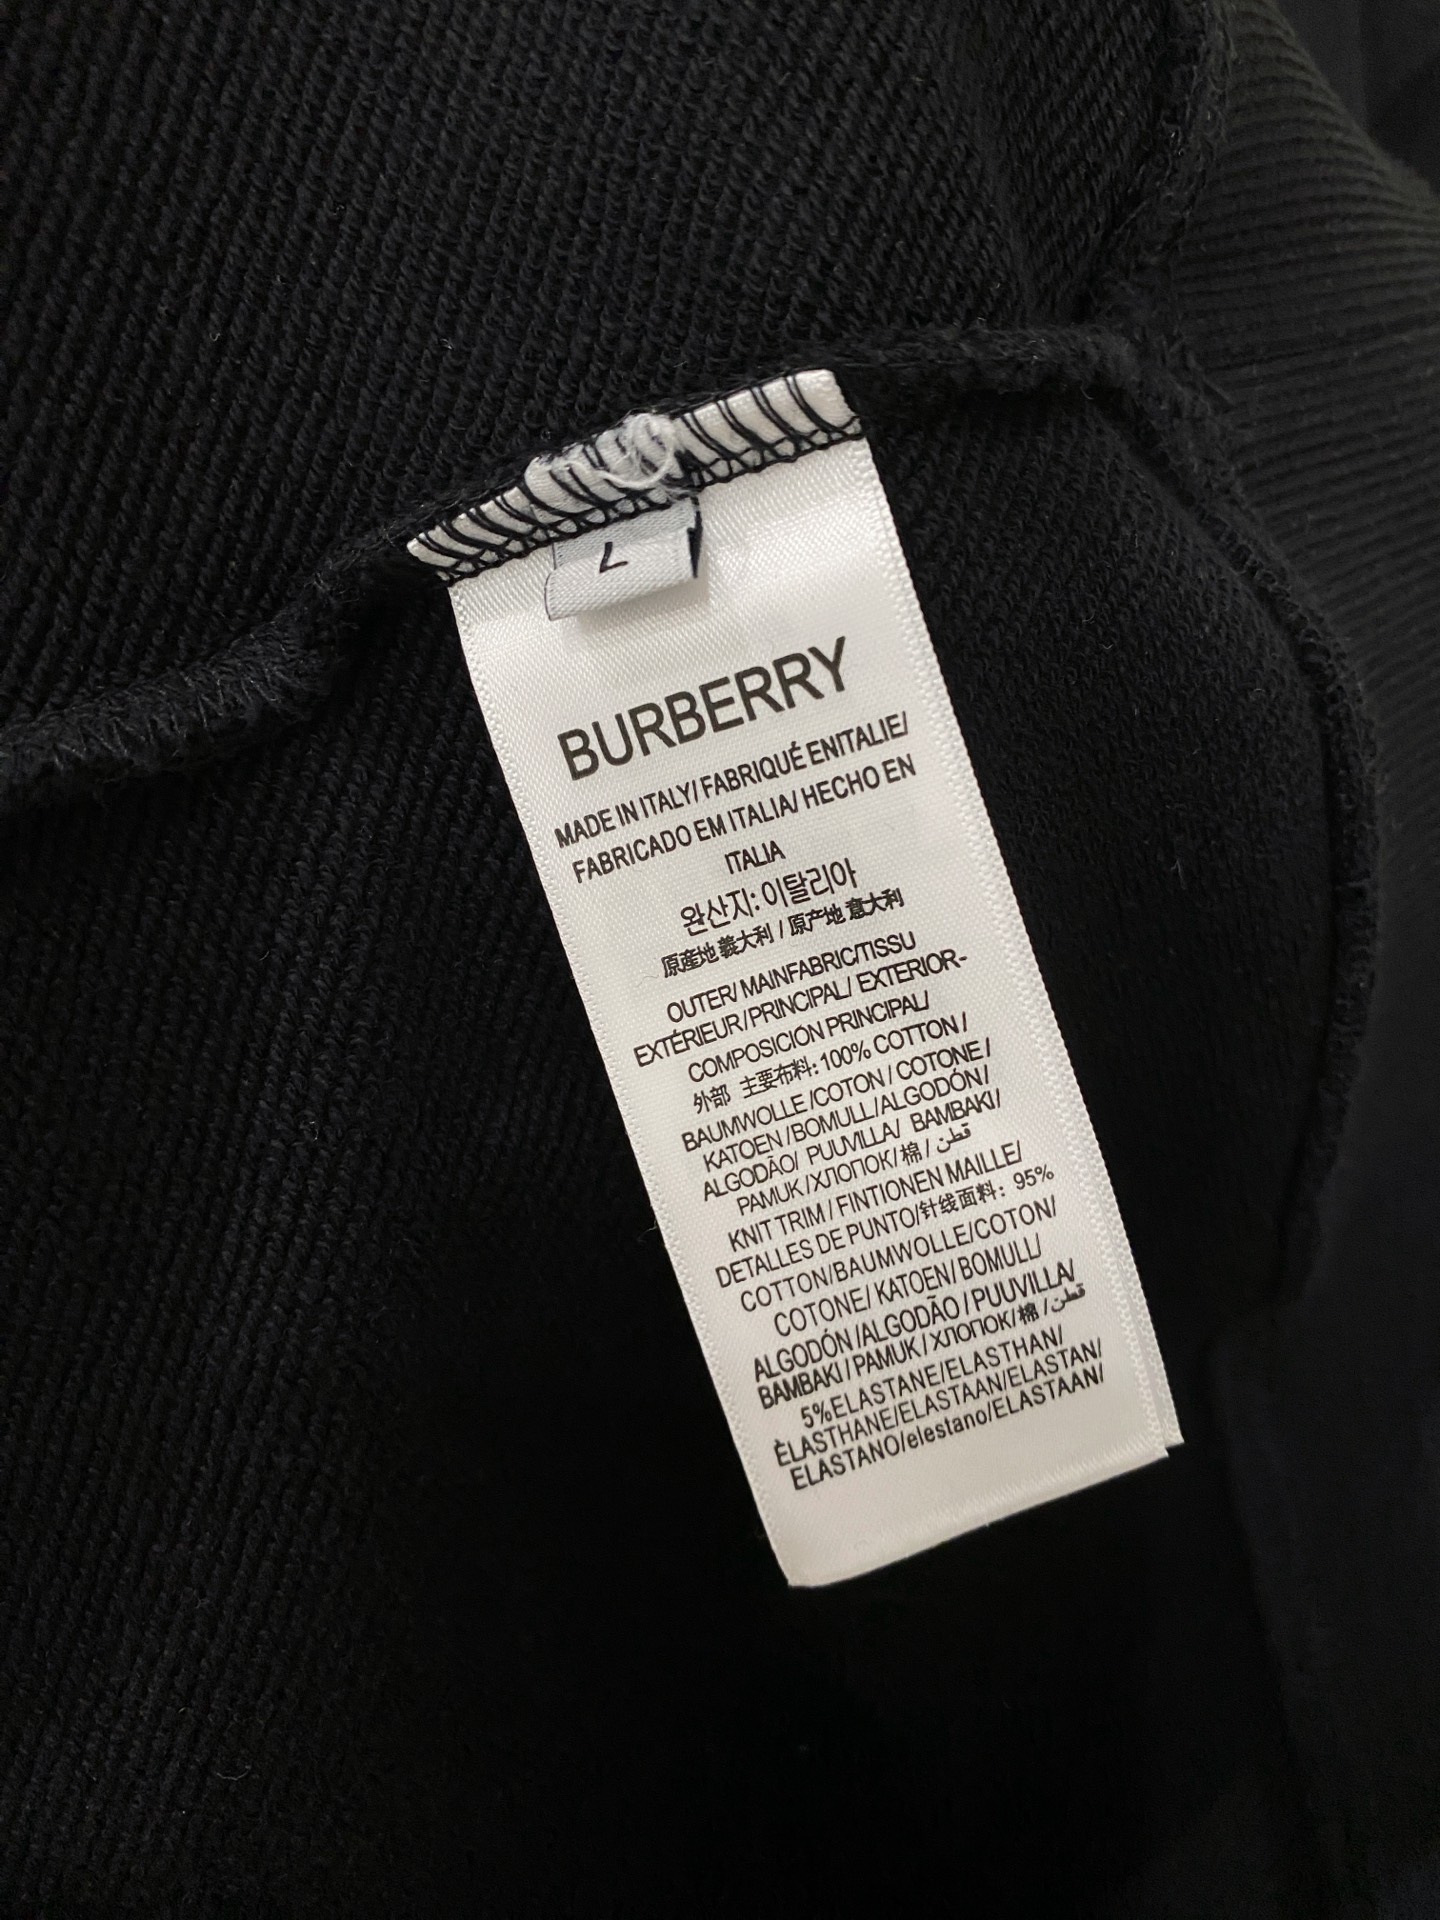 L
BURBERRY
MADE IN ITALY/ FABRIQUÉ ENITALIE/
FABRICADO EM ITALIA/ HECHO EN
ITALIA
완산지: 이탈리아
原產地 義大利 / 原产地 意大利
OUTER/ MAINFABRIC/TISSU
EXTÉRIEUR/PRINCIPAL/ EXTERIOR-
COMPOSICIÓN PRINCIPAL/
外部 主要布料: 100% COTTON /
BAUMWOLLE /COTON / COTONE /
KATOEN /BOMULL/ALGODÓN/
ALGODÃO/ PUUVILLA/ BAMBAKI/
PAMUK/ХЛОПОК/棉/ قطن
KNIT TRIM / FINTIONEN MAILLE/
DETALLES DE PUNTO/针线面料: 95%
COTTON/BAUMWOLLE/COTON/
COTONE/ KATOEN/ BOMULL/
ALGODÓN /ALGODÃO / PUUVILLA/
BAMBAKI / PAMUK / ХЛОПОК/ 棉 / قطن
5%ELASTANE/ELASTHAN/
ÈLASTHANE/ELASTAAN/ELASTAN/
ELASTANO/elestano/ELASTAAN/